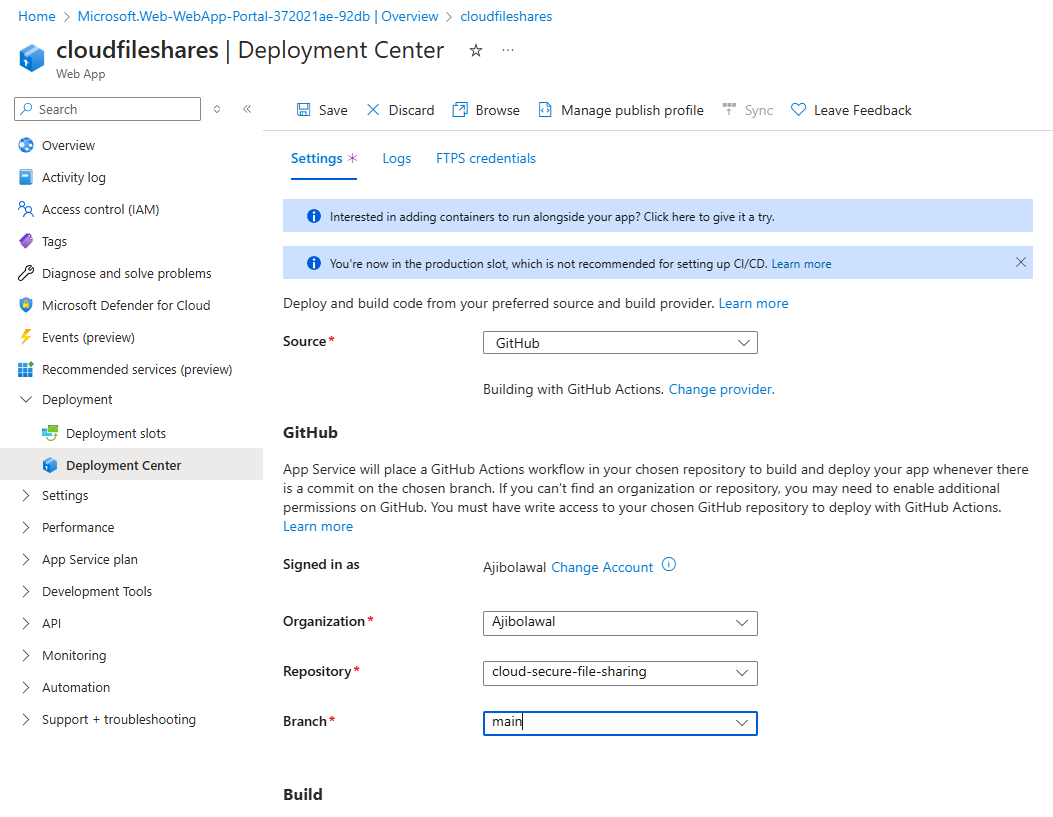 Home > Microsoft.Web-WebApp-Portal-372021ae-92db | Overview > cloudfileshares
cloudfileshares | Deployment Center
Web App
Search
Save
Discard
Browse
Manage publish profile
Sync
Leave Feedback
Overview
Activity log
Access control (IAM)
Tags
Diagnose and solve problems
Microsoft Defender for Cloud
Events (preview)
Recommended services (preview)
Deployment
Deployment slots
Deployment Center
Settings
Performance
App Service plan
Development Tools
API
Monitoring
Automation
Support + troubleshooting
Settings *
Logs
FTPS credentials
Interested in adding containers to run alongside your app? Click here to give it a try.
You're now in the production slot, which is not recommended for setting up CI/CD. Learn more
Deploy and build code from your preferred source and build provider. Learn more
Source*
GitHub
Building with GitHub Actions. Change provider.
GitHub
App Service will place a GitHub Actions workflow in your chosen repository to build and deploy your app whenever there
is a commit on the chosen branch. If you can't find an organization or repository, you may need to enable additional
permissions on GitHub. You must have write access to your chosen GitHub repository to deploy with GitHub Actions.
Learn more
Signed in as
Ajibolawal Change Account
Organization*
Ajibolawal
Repository*
cloud-secure-file-sharing
Branch*
main
Build